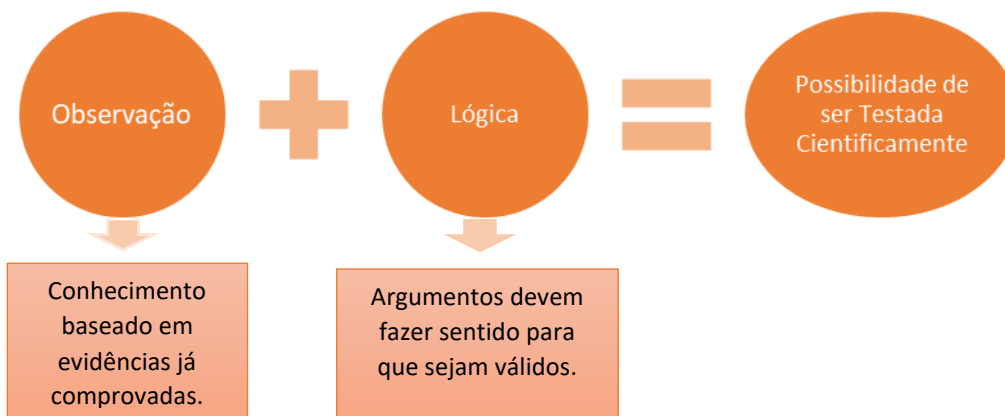 Observação
Lógica
Possibilidade de
ser Testada
Cientificamente
Conhecimento
baseado em
evidências já
comprovadas.
Argumentos devem
fazer sentido para
que sejam válidos.